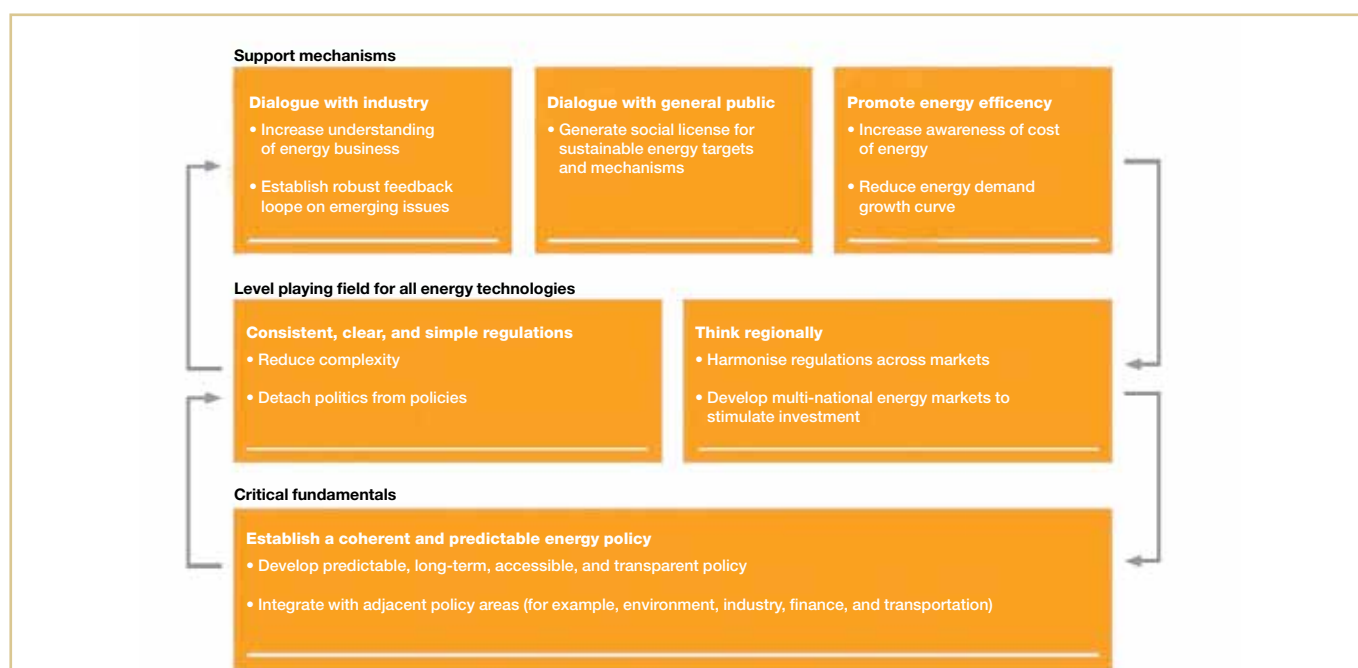 Support mechanisms
Dialogue with industry
• Increase understanding
of energy business
• Establish robust feedback
loope on emerging issues
Dialogue with general public
• Generate social license for
sustainable energy targets
and mechanisms
Promote energy efficency
• Increase awareness of cost
of energy
• Reduce energy demand
growth curve
Level playing field for all energy technologies
Consistent, clear, and simple regulations
• Reduce complexity
• Detach politics from policies
Think regionally
• Harmonise regulations across markets
• Develop multi-national energy markets to
stimulate investment
Critical fundamentals
Establish a coherent and predictable energy policy
• Develop predictable, long-term, accessible, and transparent policy
• Integrate with adjacent policy areas (for example, environment, industry, finance, and transportation)